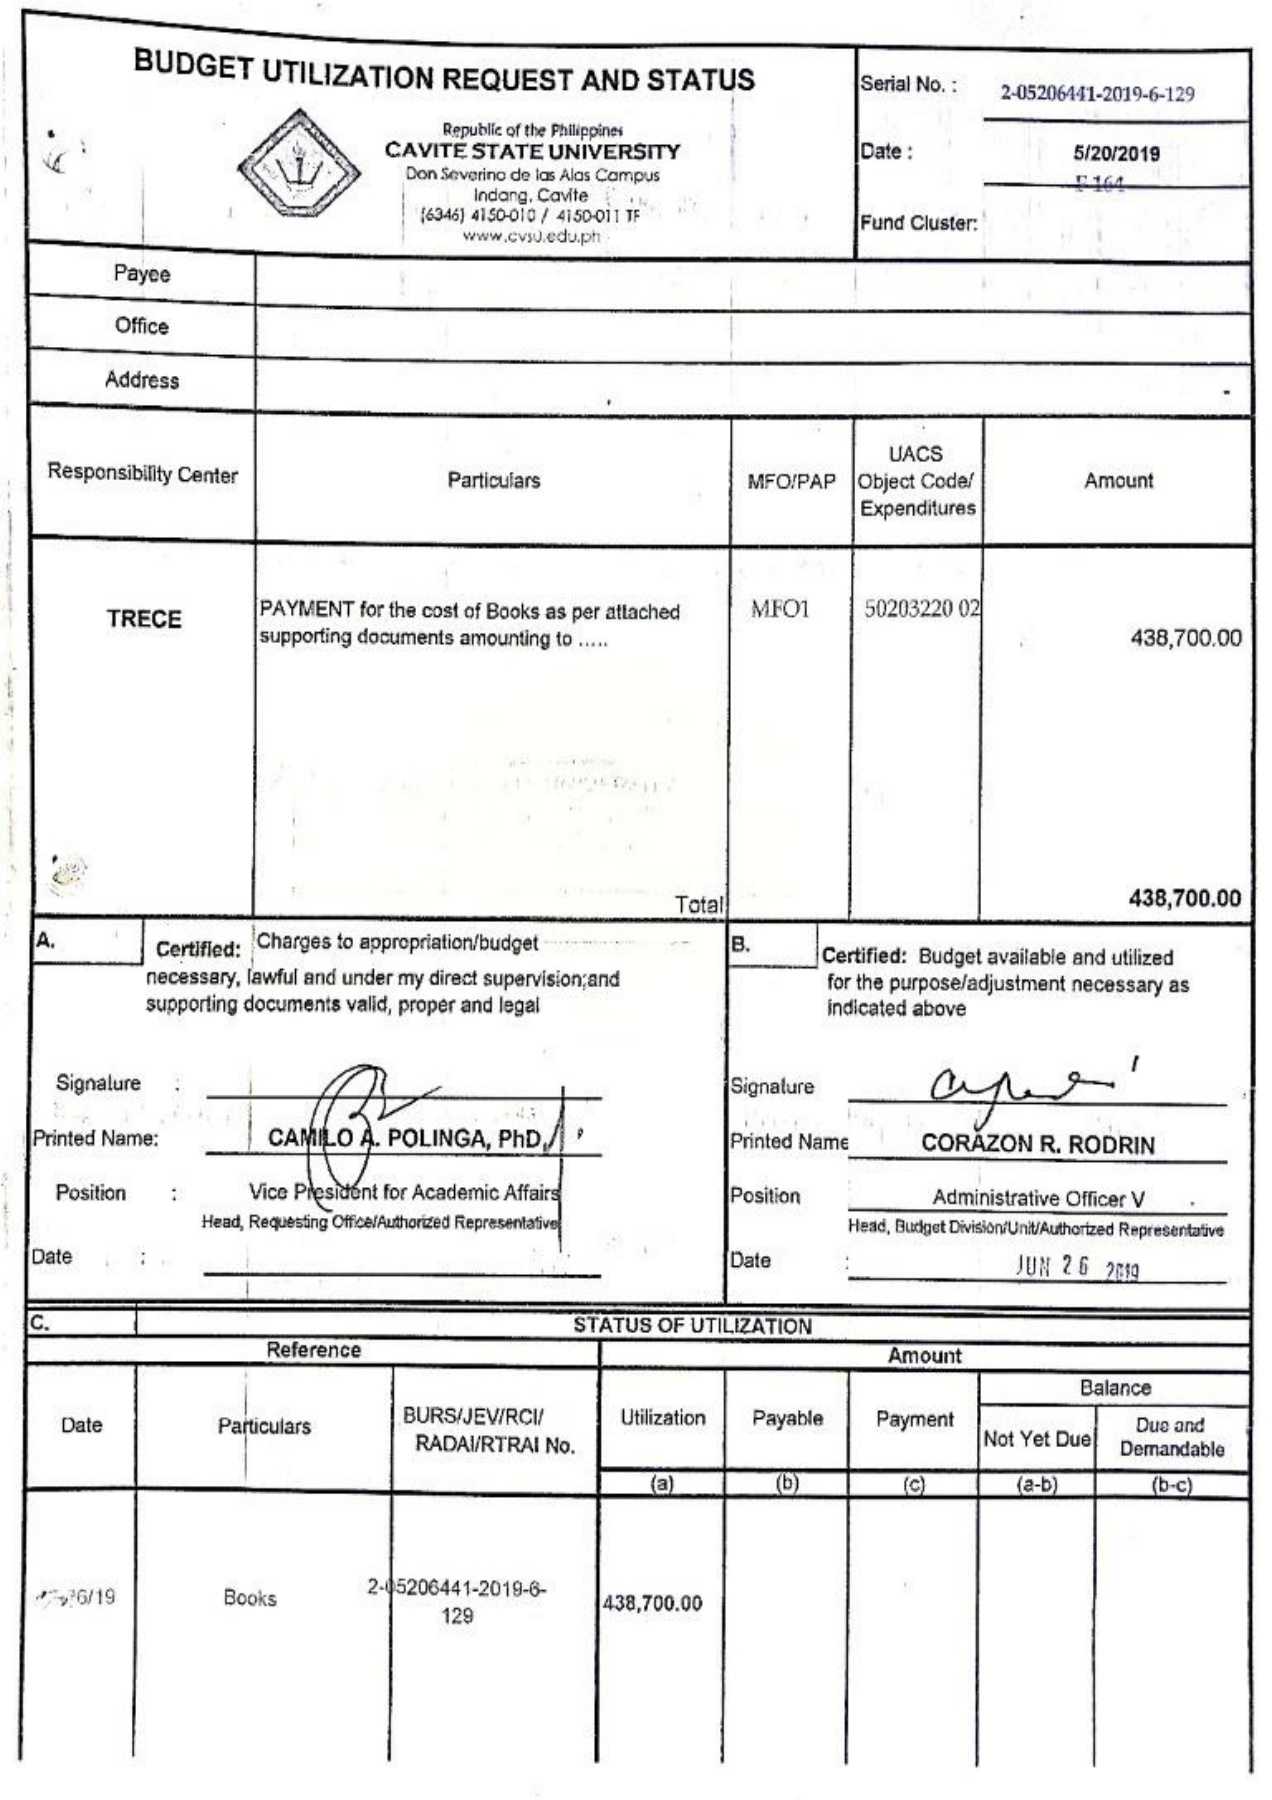 BUDGET UTILIZATION REQUEST AND STATUS
Republic of the Philippines
CAVITE STATE UNIVERSITY
Don Severino de las Alas Campus
Indang, Cavite
(6346) 4150-010 / 4150-011 TF
www.cvsu.edu.ph
Serial No. : 2-05206441-2019-6-129
Date : 5/20/2019
F 164
Fund Cluster:
Payee
Office
Address
Responsibility Center Particulars MFO/PAP UACS Object Code/ Expenditures Amount
TRECE PAYMENT for the cost of Books as per attached MFO1 50203220 02
supporting documents amounting to ..... 438,700.00
Total 438,700.00
A. Certified: Charges to appropriation/budget
necessary, lawful and under my direct supervision;and
supporting documents valid, proper and legal
Signature :
Printed Name: CAMILO A. POLINGA, PhD.
Position : Vice President for Academic Affairs
Head, Requesting Office/Authorized Representative
Date :
B. Certified: Budget available and utilized
for the purpose/adjustment necessary as
indicated above
Signature
Printed Name CORAZON R. RODRIN
Position Administrative Officer V
Head, Budget Division/Unit/Authorized Representative
Date : JUN 26 2019
C. STATUS OF UTILIZATION
Reference Amount
Date Particulars BURS/JEV/RCI/ RADAI/RTRAI No. Utilization Payable Payment Balance
Not Yet Due Due and Demandable
(a) (b) (c) (a-b) (b-c)
6/19 Books 2-05206441-2019-6- 438,700.00
129